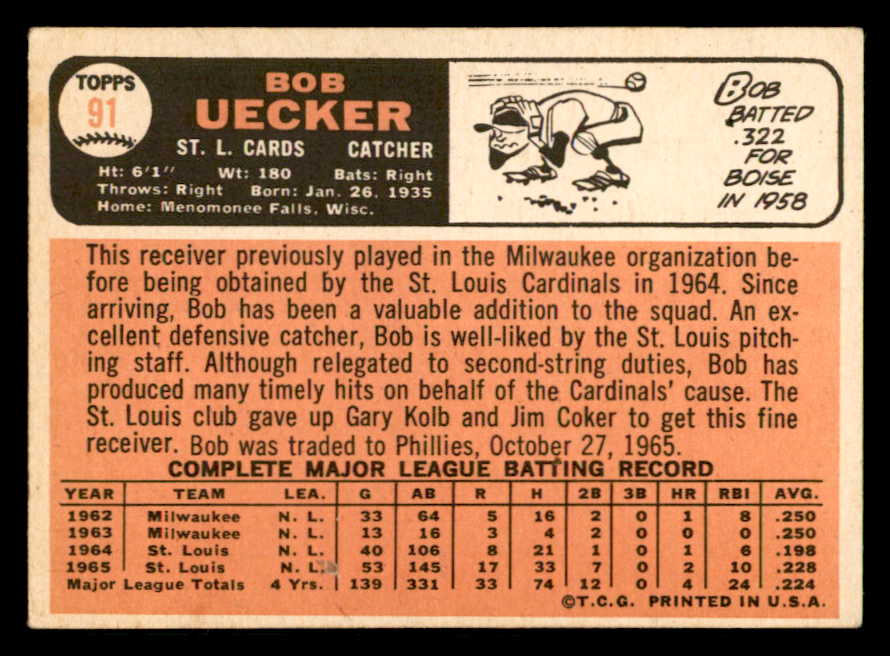 TOPPS
91
BOB
UECKER
ST. L. CARDS CATCHER
Ht: 6'1" Wt: 180 Bats: Right
Throws: Right Born: Jan. 26, 1935
Home: Menomonee Falls, Wisc.
BOB
BATTED
.322
FOR
BOISE
IN 1958
This receiver previously played in the Milwaukee organization be-
fore being obtained by the St. Louis Cardinals in 1964. Since
arriving, Bob has been a valuable addition to the squad. An ex-
cellent defensive catcher, Bob is well-liked by the St. Louis pitch-
ing staff. Although relegated to second-string duties, Bob has
produced many timely hits on behalf of the Cardinals' cause. The
St. Louis club gave up Gary Kolb and Jim Coker to get this fine
receiver. Bob was traded to Phillies, October 27, 1965.
COMPLETE MAJOR LEAGUE BATTING RECORD
YEAR TEAM LEA. G AB R H 2B 3B HR RBI AVG.
1962 Milwaukee N. L. 33 64 5 16 2 0 1 8 .250
1963 Milwaukee N. L. 13 16 3 4 2 0 0 0 .250
1964 St. Louis N. L. 40 106 8 21 1 0 1 6 .198
1965 St. Louis N. L. 53 145 17 33 7 0 2 10 .228
Major League Totals 4 Yrs. 139 331 33 74 12 0 4 24 .224
©T.C.G. PRINTED IN U.S.A.